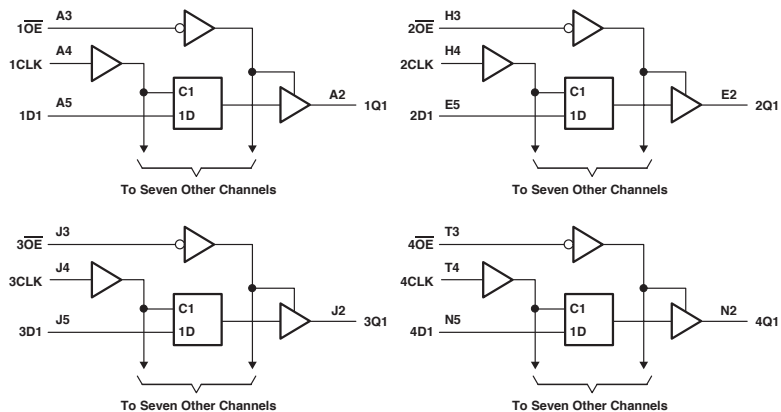 1OE A3
1CLK A4
C1
1D1 A5 1D A2 1Q1
To Seven Other Channels
2OE H3
2CLK H4
C1
2D1 E5 1D E2 2Q1
To Seven Other Channels
3OE J3
3CLK J4
C1
3D1 J5 1D J2 3Q1
To Seven Other Channels
4OE T3
4CLK T4
C1
4D1 N5 1D N2 4Q1
To Seven Other Channels